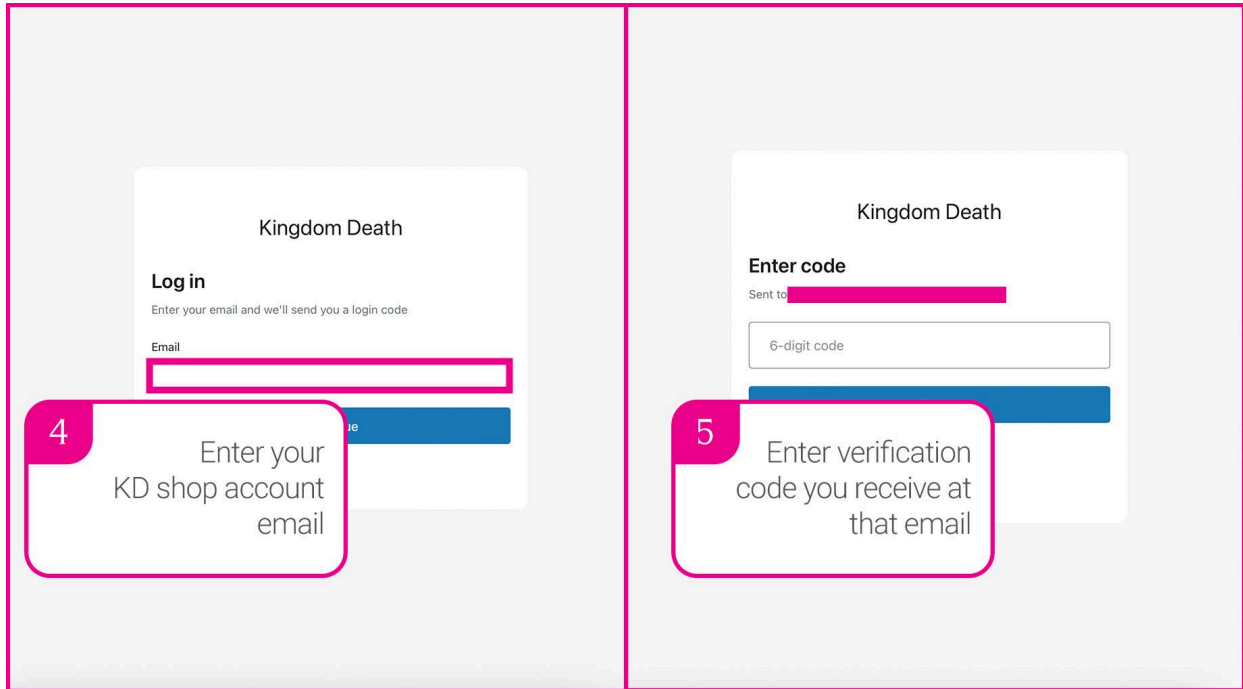 Kingdom Death
Log in
Enter your email and we'll send you a login code
Email
4
Enter your
KD shop account
email
Kingdom Death
Enter code
Sent to
6-digit code
5
Enter verification
code you receive at
that email